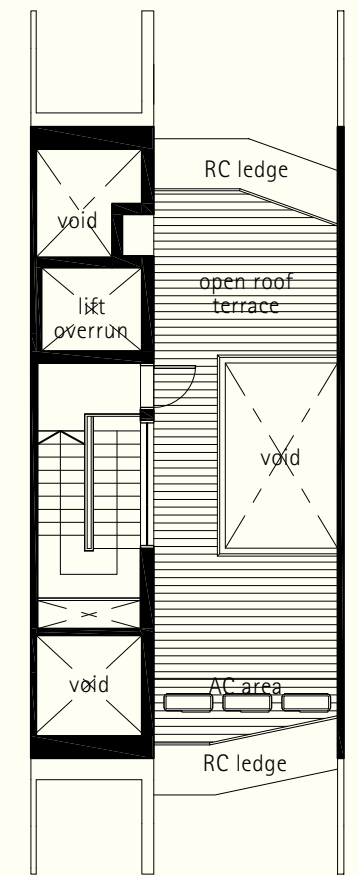 RC ledge
void
open roof
terrace
lift
overrun
void
void
AC area
RC ledge